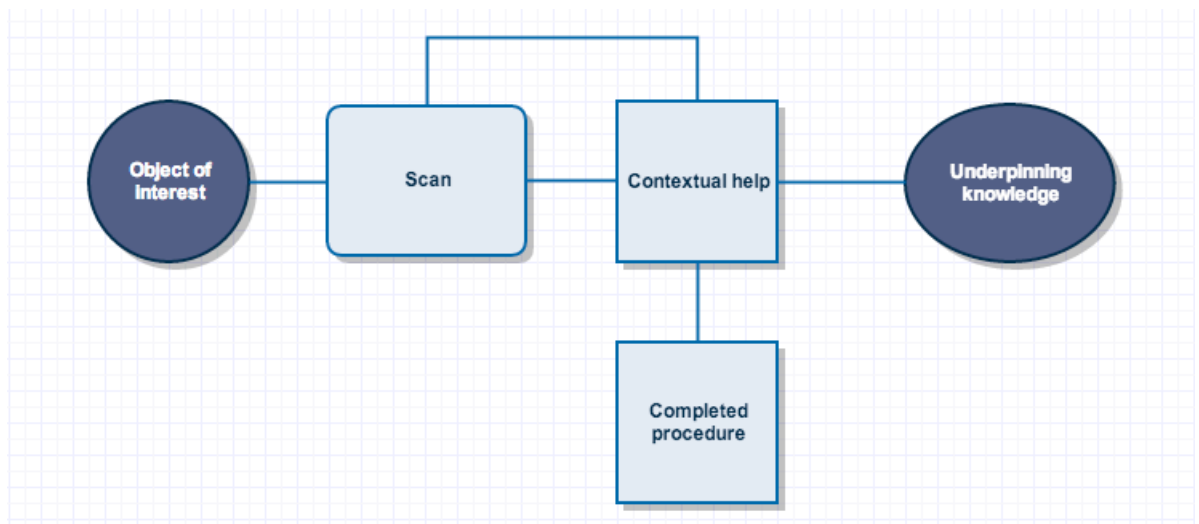 Object of
interest
Scan
Contextual help
Underpinning
knowledge
Completed
procedure